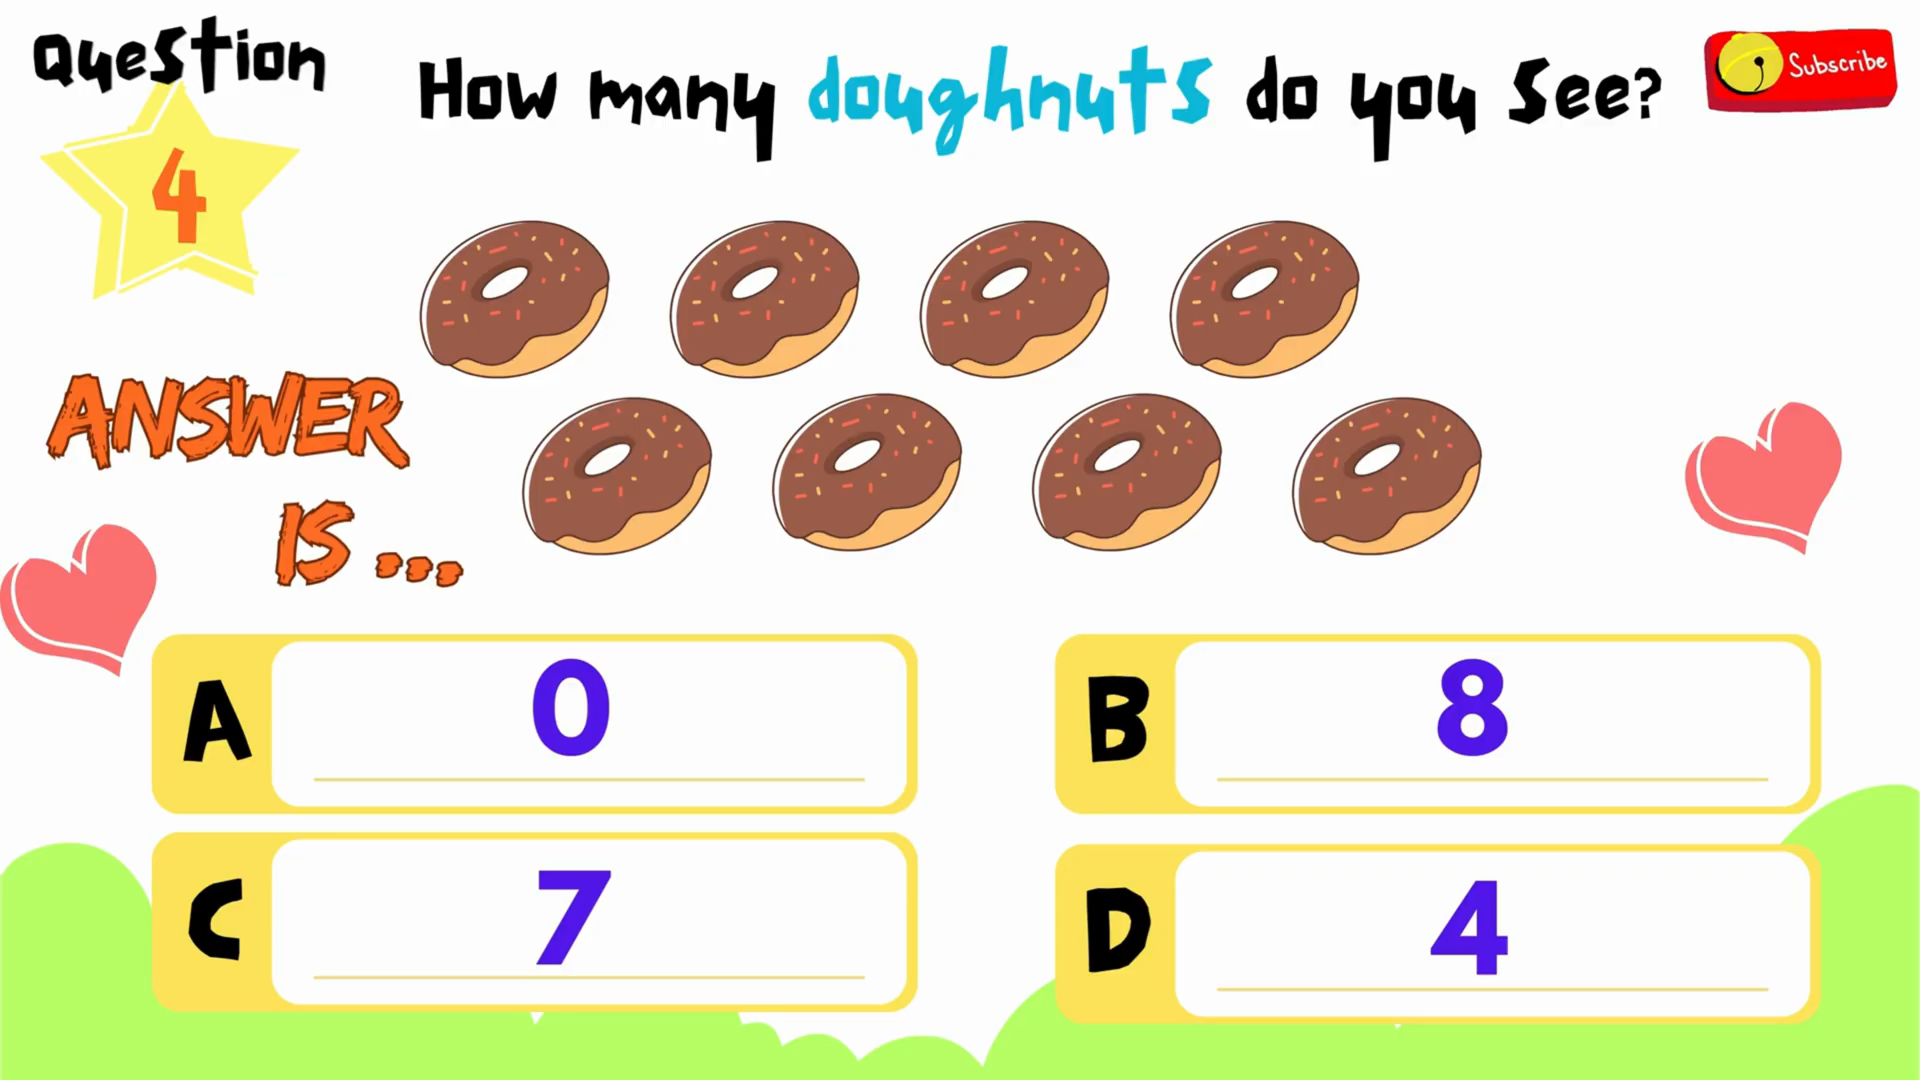 Question
4
How many doughnuts do you see?
Subscribe
ANSWER
IS ...
A
0
B
8
C
7
D
4